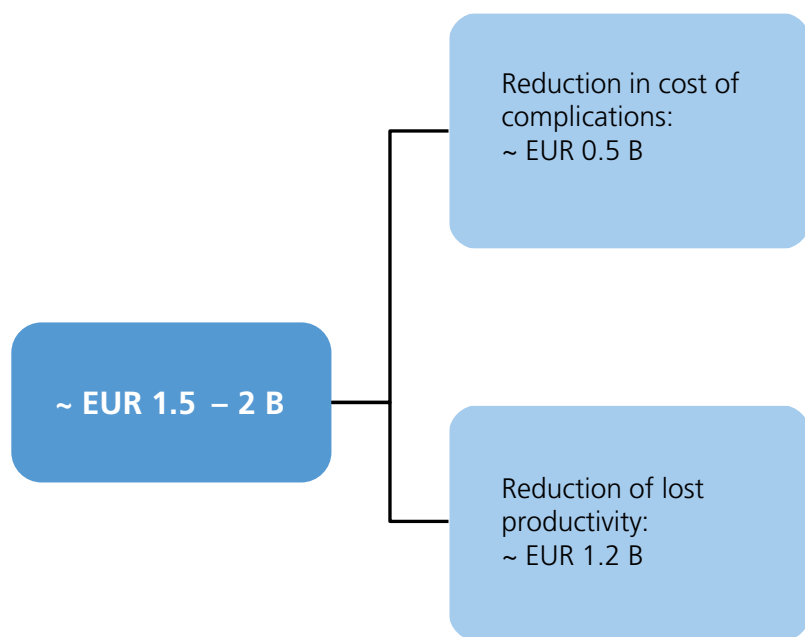 Reduction in cost of
complications:
~ EUR 0.5 B
~ EUR 1.5 – 2 B
Reduction of lost
productivity:
~ EUR 1.2 B